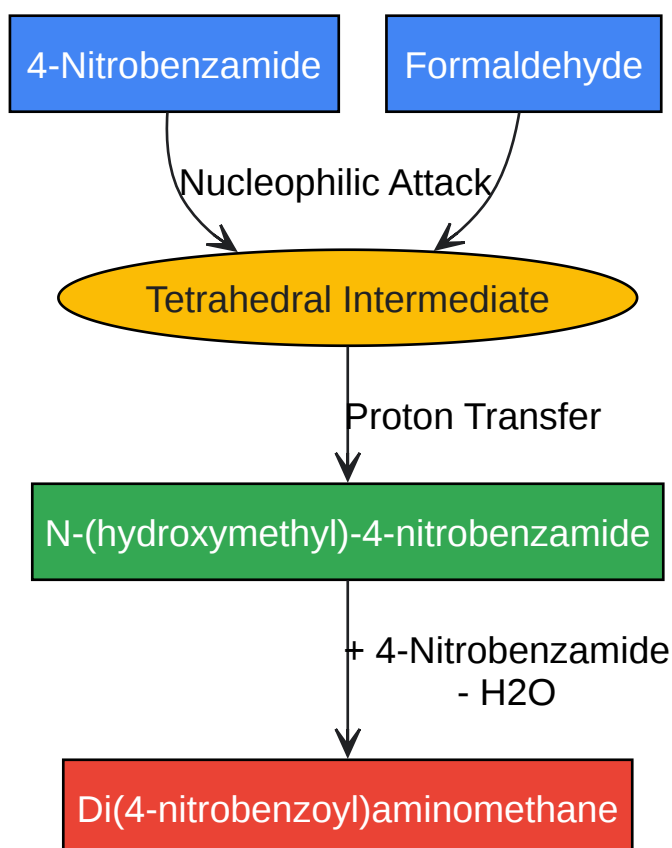 4-Nitrobenzamide
Formaldehyde
Nucleophilic Attack
Tetrahedral Intermediate
Proton Transfer
N-(hydroxymethyl)-4-nitrobenzamide
+ 4-Nitrobenzamide
- H2O
Di(4-nitrobenzoyl)aminomethane